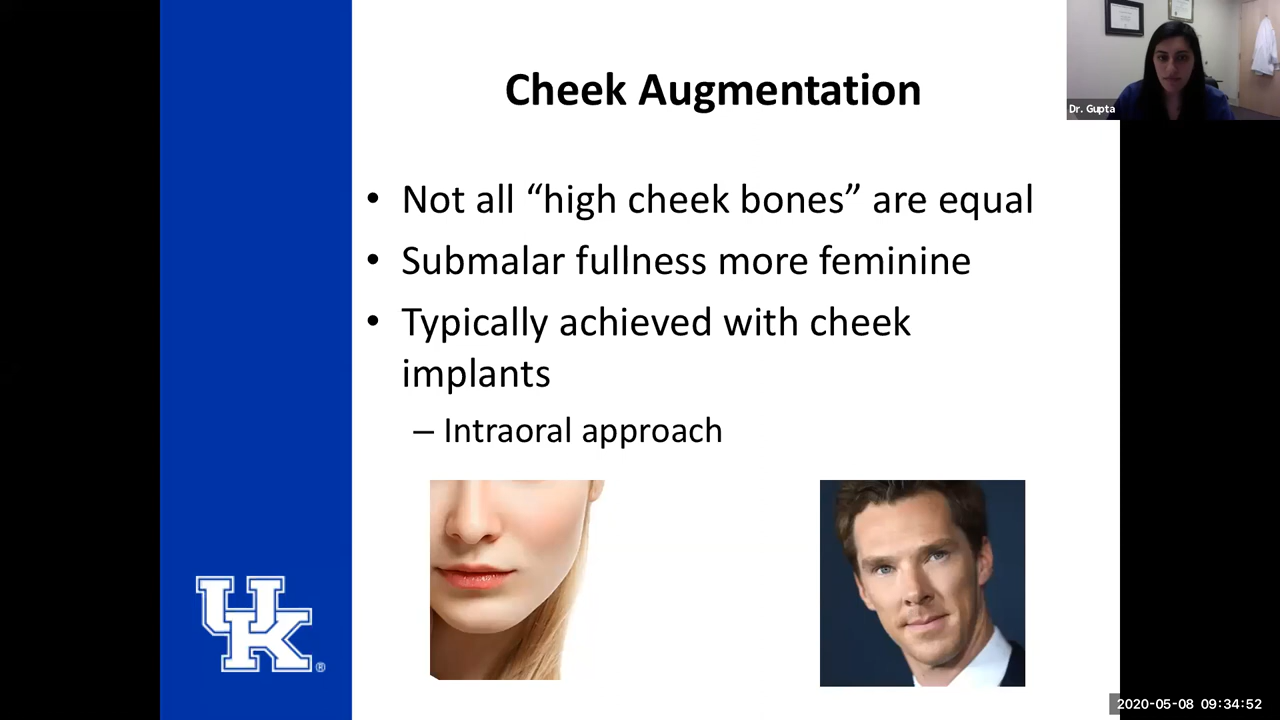 Cheek Augmentation
Dr. Gupta
• Not all “high cheek bones” are equal
• Submalar fullness more feminine
• Typically achieved with cheek
implants
– Intraoral approach
UK®
2020-05-08 09:34:52